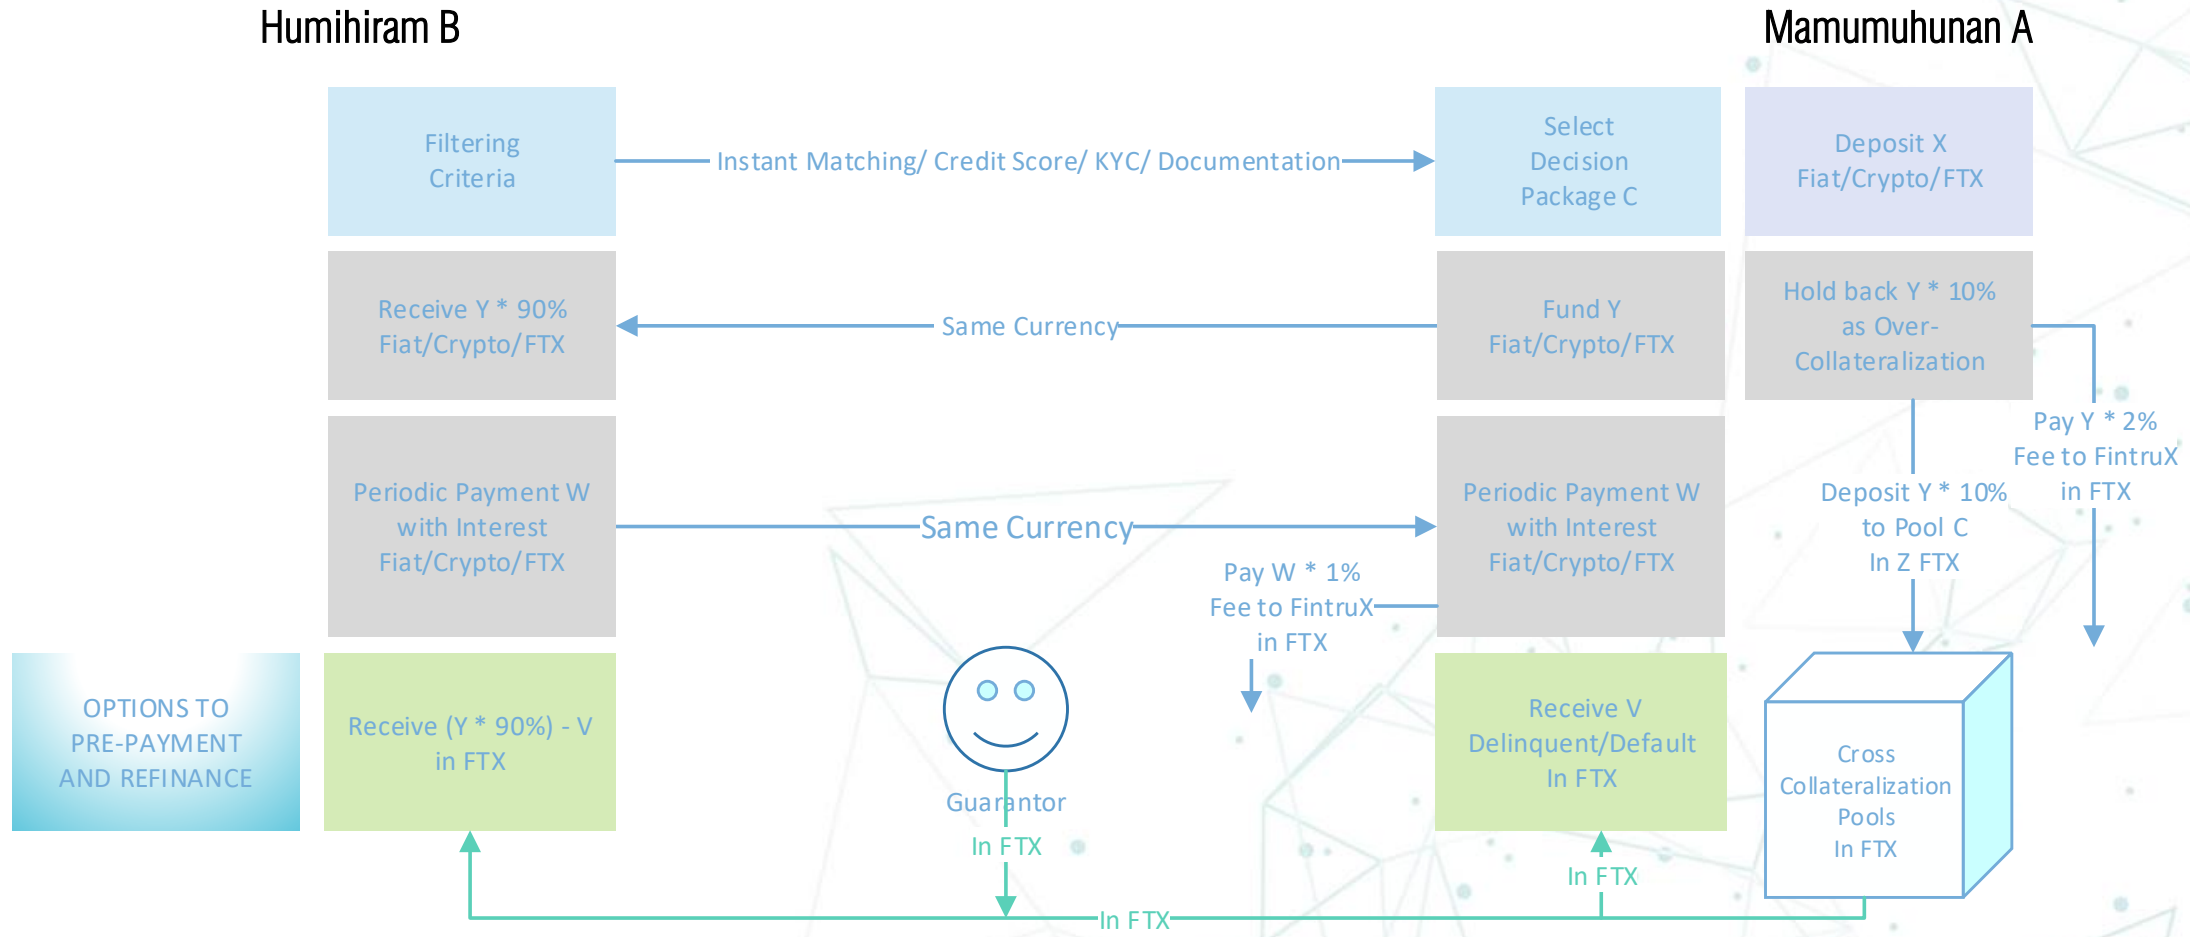 Humihiram B
Mamumuhunan A
Filtering
Criteria
Instant Matching/ Credit Score/ KYC/ Documentation
Select
Decision
Package C
Deposit X
Fiat/Crypto/FTX
Receive Y * 90%
Fiat/Crypto/FTX
Same Currency
Fund Y
Fiat/Crypto/FTX
Hold back Y * 10%
as Over-
Collateralization
Pay Y * 2%
Fee to FintruX
in FTX
Deposit Y * 10%
to Pool C
In Z FTX
Periodic Payment W
with Interest
Fiat/Crypto/FTX
Same Currency
Periodic Payment W
with Interest
Fiat/Crypto/FTX
Pay W * 1%
Fee to FintruX
in FTX
OPTIONS TO
PRE-PAYMENT
AND REFINANCE
Receive (Y * 90%) - V
in FTX
Guarantor
In FTX
Receive V
Delinquent/Default
In FTX
Cross
Collateralization
Pools
In FTX
In FTX
In FTX